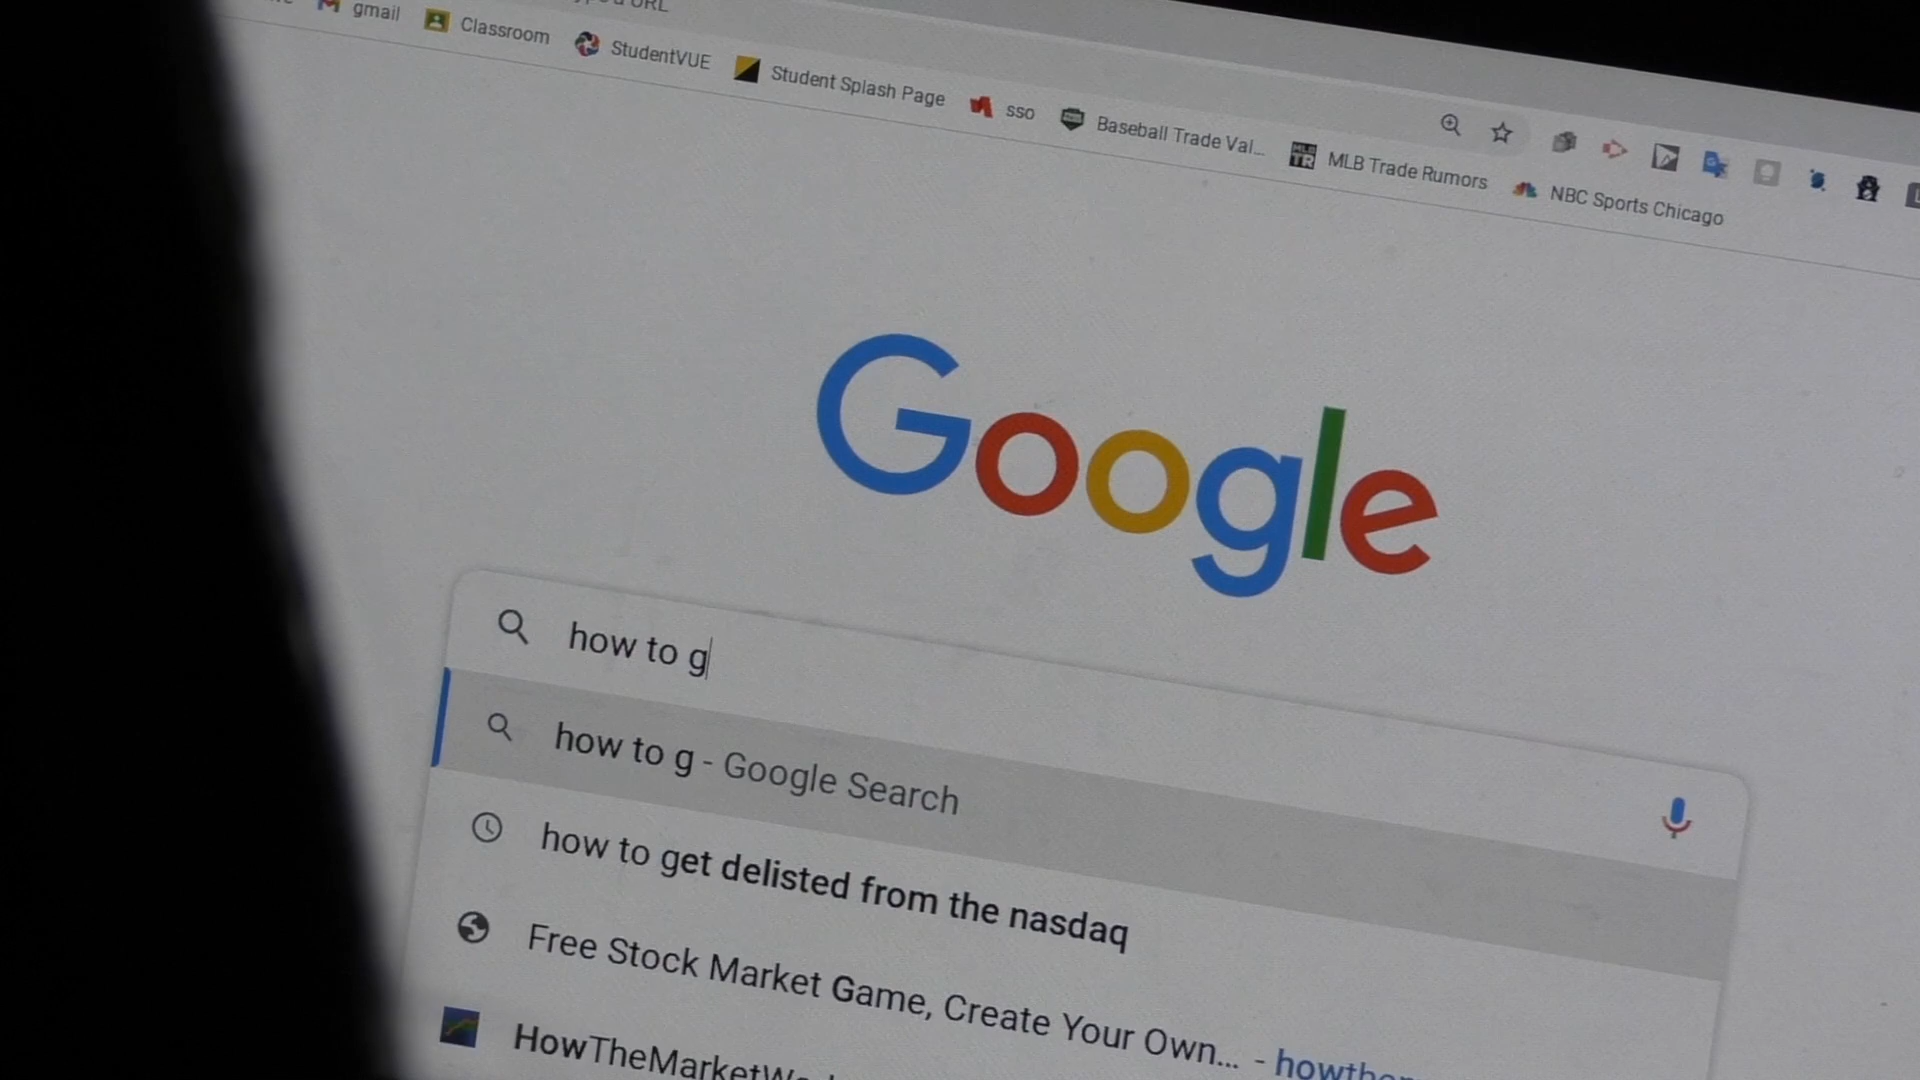 URL
gmail Classroom StudentVUE Student Splash Page sso Baseball Trade Val... MLB Trade Rumors NBC Sports Chicago
Google
how to g
how to g - Google Search
how to get delisted from the nasdaq
Free Stock Market Game, Create Your Own... -